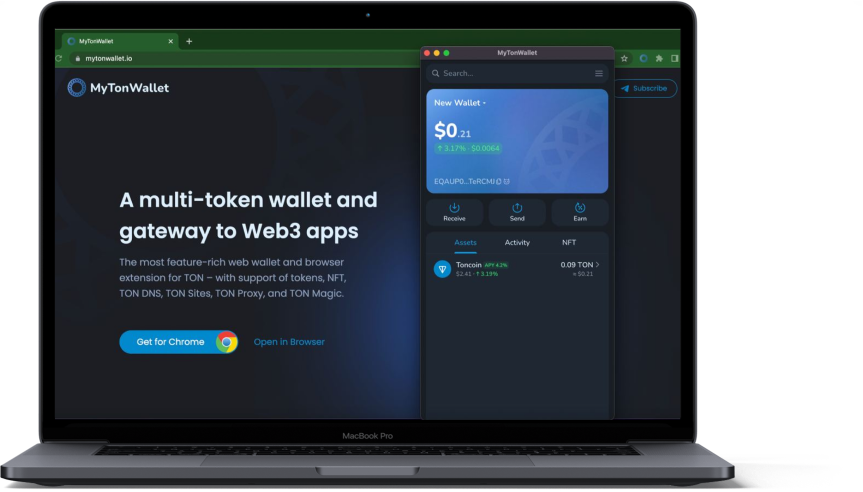 MyTonWallet
mytonwallet.io
MyTonWallet
Subscribe
A multi-token wallet and
gateway to Web3 apps
The most feature-rich web wallet and browser
extension for TON – with support of tokens, NFT,
TON DNS, TON Sites, TON Proxy, and TON Magic.
Get for Chrome
Open in Browser
MyTonWallet
Search...
New Wallet
$0.21
↑ 3.17% $0.0064
Receive
Send
Earn
Assets
Activity
NFT
Toncoin APY 4.2% 0.09 TON
$2.41 · ↑ 3.19% ≈ $0.21
MacBook Pro